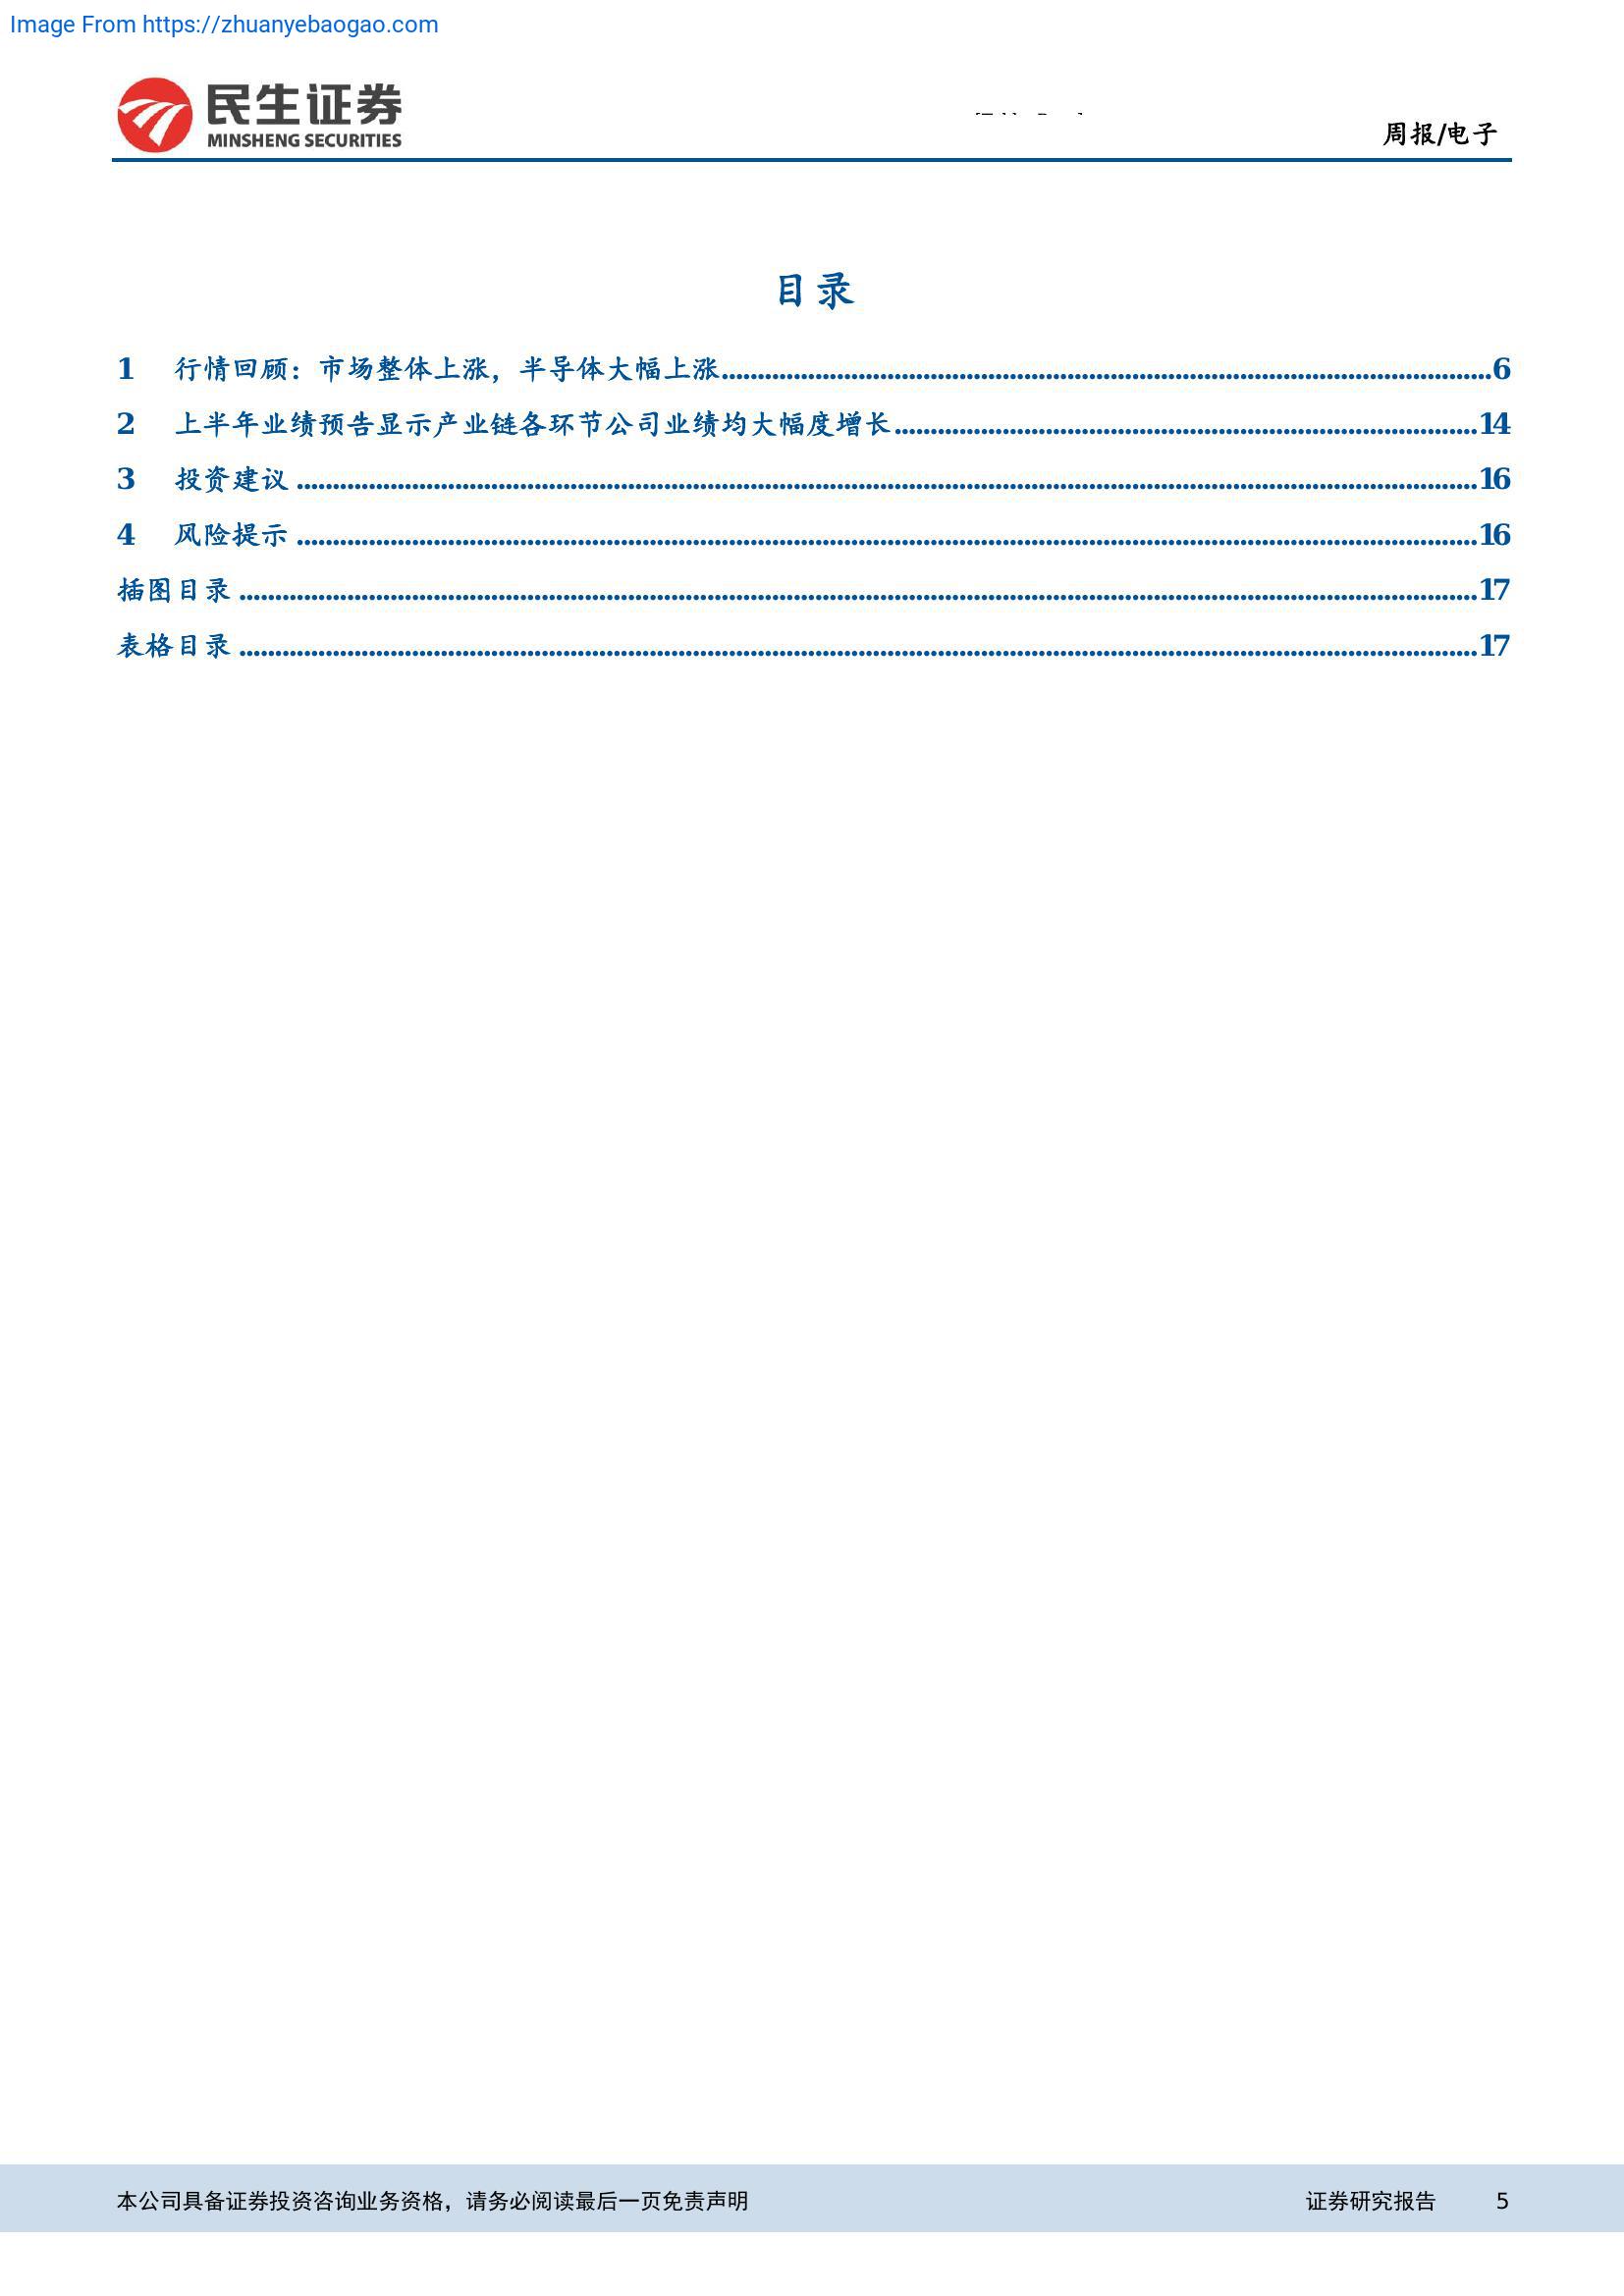 Image From https://zhuanyebaogao.com
民生证券
MINSHENG SECURITIES
周报/电子
目录
1 行情回顾：市场整体上涨，半导体大幅上涨........................................6
2 上半年业绩预告显示产业链各环节公司业绩均大幅度增长........................................14
3 投资建议........................................16
4 风险提示........................................16
插图目录........................................17
表格目录........................................17
本公司具备证券投资咨询业务资格，请务必阅读最后一页免责声明 证券研究报告 5